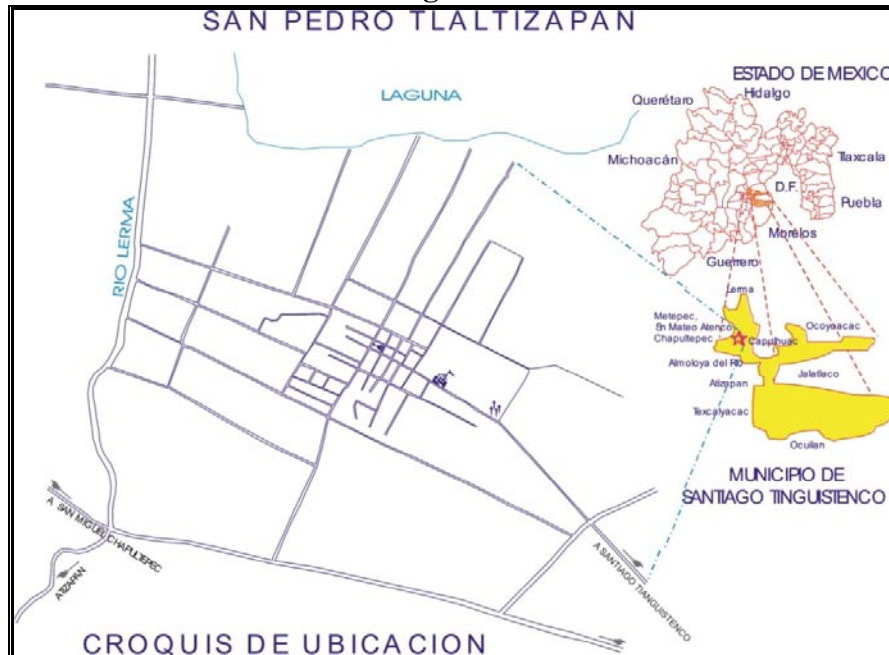 SAN PEDRO TLALTIZAPAN
LAGUNA
RIO LERMA
ESTADO DE MEXICO
Hidalgo
Querétaro
Michoacán
Tlaxcala
D.F.
Puebla
Morelos
Guerrero
Lerma
Metepec,
Sn Mateo Atenco
Chapultepec
Ocoyoacac
Capulhuac
Almoloya del Río
Jalatlaco
Atizapan
Texcalyacac
Ocuilan
MUNICIPIO DE
SANTIAGO TINGUISTENCO
A SAN MIGUEL CHAPULTEPEC
ATIZAPÁN
A SANTIAGO TIANGUISTENCO
CROQUIS DE UBICACION